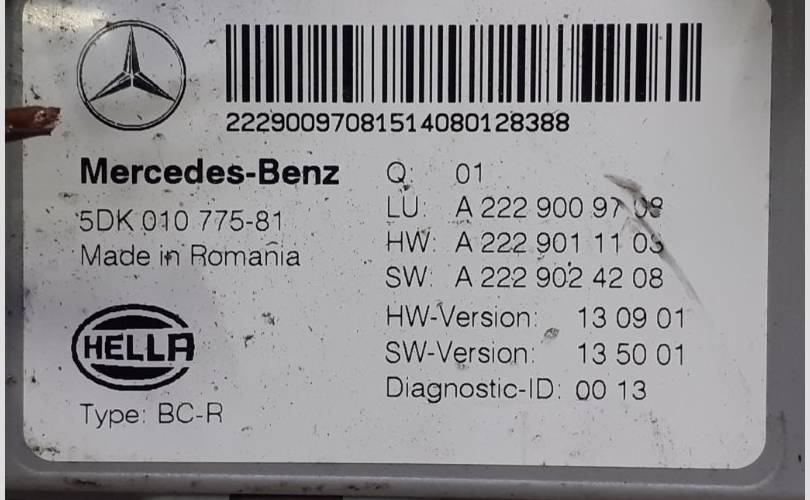 22290097081514080128388
Mercedes-Benz
5DK 010 775-81
Made in Romania
HELLA
Type: BC-R
Q: 01
LU: A 222 900 97 08
HW: A 222 901 11 03
SW: A 222 902 42 08
HW-Version: 13 09 01
SW-Version: 13 50 01
Diagnostic-ID: 00 13